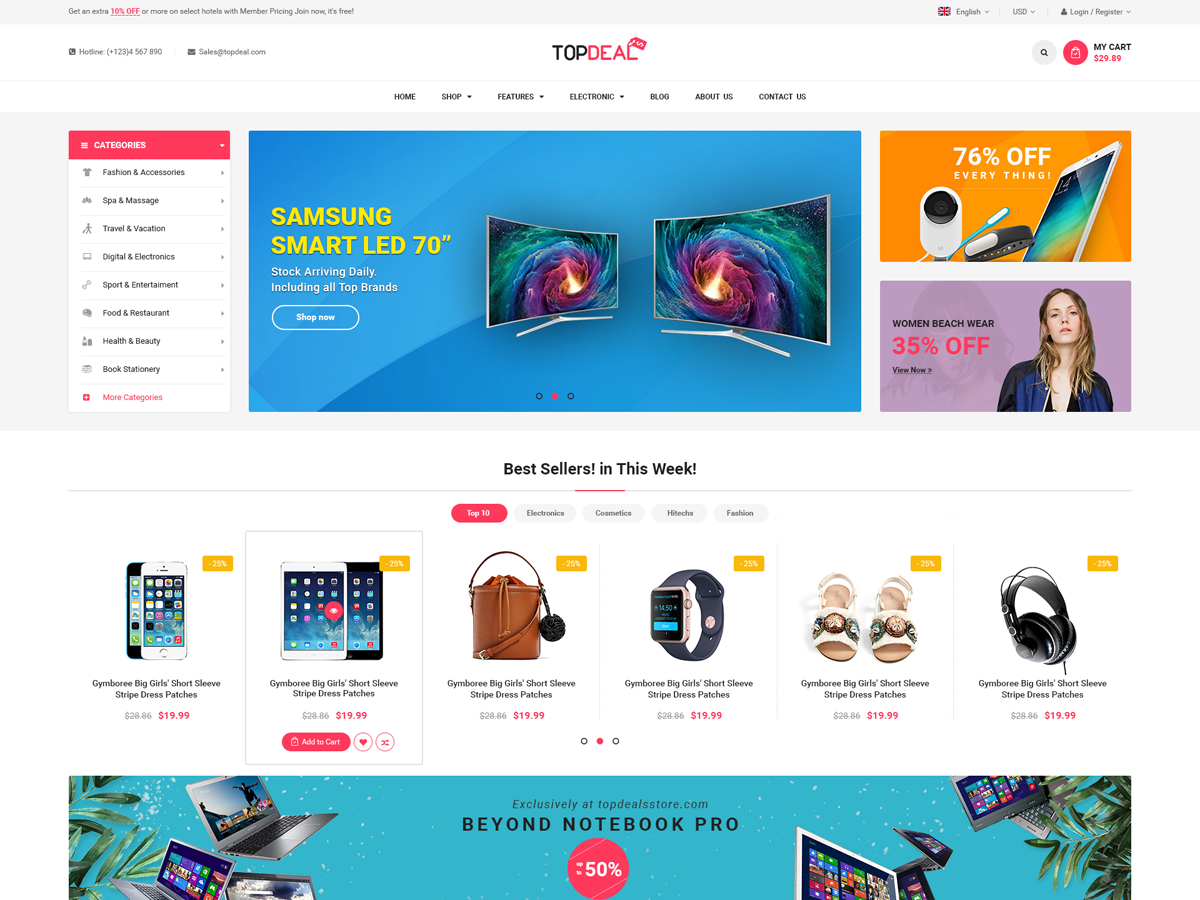 Get an extra 10% OFF or more on select hotels with Member Pricing Join now, it's free!
English
USD
Login / Register
Hotline: (+123)4 567 890
Sales@topdeal.com
TOPDEAL
MY CART
$29.89
HOME
SHOP
FEATURES
ELECTRONIC
BLOG
ABOUT US
CONTACT US
CATEGORIES
Fashion & Accessories
Spa & Massage
Travel & Vacation
Digital & Electronics
Sport & Entertaiment
Food & Restaurant
Health & Beauty
Book Stationery
More Categories
SAMSUNG
SMART LED 70”
Stock Arriving Daily.
Including all Top Brands
Shop now
76% OFF
EVERY THING!
WOMEN BEACH WEAR
35% OFF
View Now »
Best Sellers! in This Week!
Top 10
Electronics
Cosmetics
Hitechs
Fashion
- 25%
Gymboree Big Girls' Short Sleeve
Stripe Dress Patches
$28.86 $19.99
- 25%
Gymboree Big Girls' Short Sleeve
Stripe Dress Patches
$28.86 $19.99
Add to Cart
- 25%
Gymboree Big Girls' Short Sleeve
Stripe Dress Patches
$28.86 $19.99
- 25%
14.50
Gymboree Big Girls' Short Sleeve
Stripe Dress Patches
$28.86 $19.99
- 25%
Gymboree Big Girls' Short Sleeve
Stripe Dress Patches
$28.86 $19.99
- 25%
Gymboree Big Girls' Short Sleeve
Stripe Dress Patches
$28.86 $19.99
Exclusively at topdealsstore.com
BEYOND NOTEBOOK PRO
up to 50%